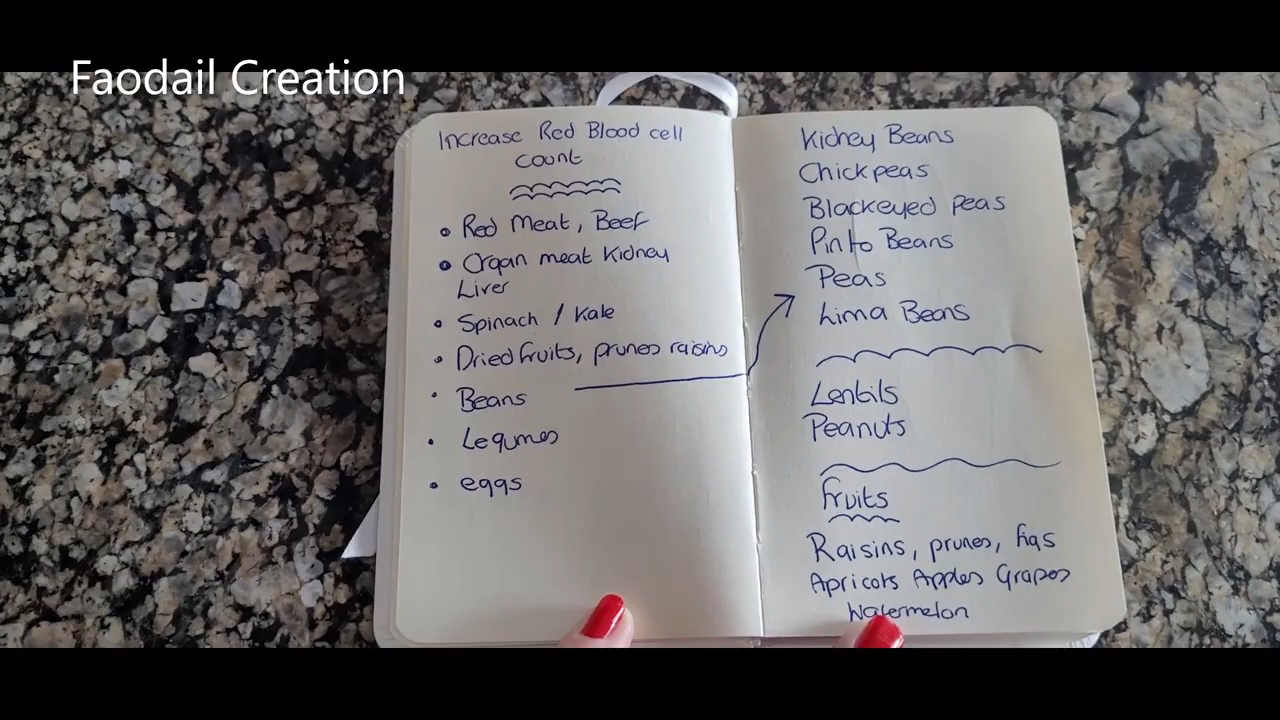 Faodail Creation
Increase Red Blood cell
count
Red Meat, Beef
Organ meat Kidney
Liver
Spinach / Kale
Dried fruits, prunes raisins
Beans
Legumes
eggs
Kidney Beans
Chickpeas
Blackeyed peas
Pinto Beans
Peas
Lima Beans
Lentils
Peanuts
fruits
Raisins, prunes, figs
Apricots Apples Grapes
Watermelon